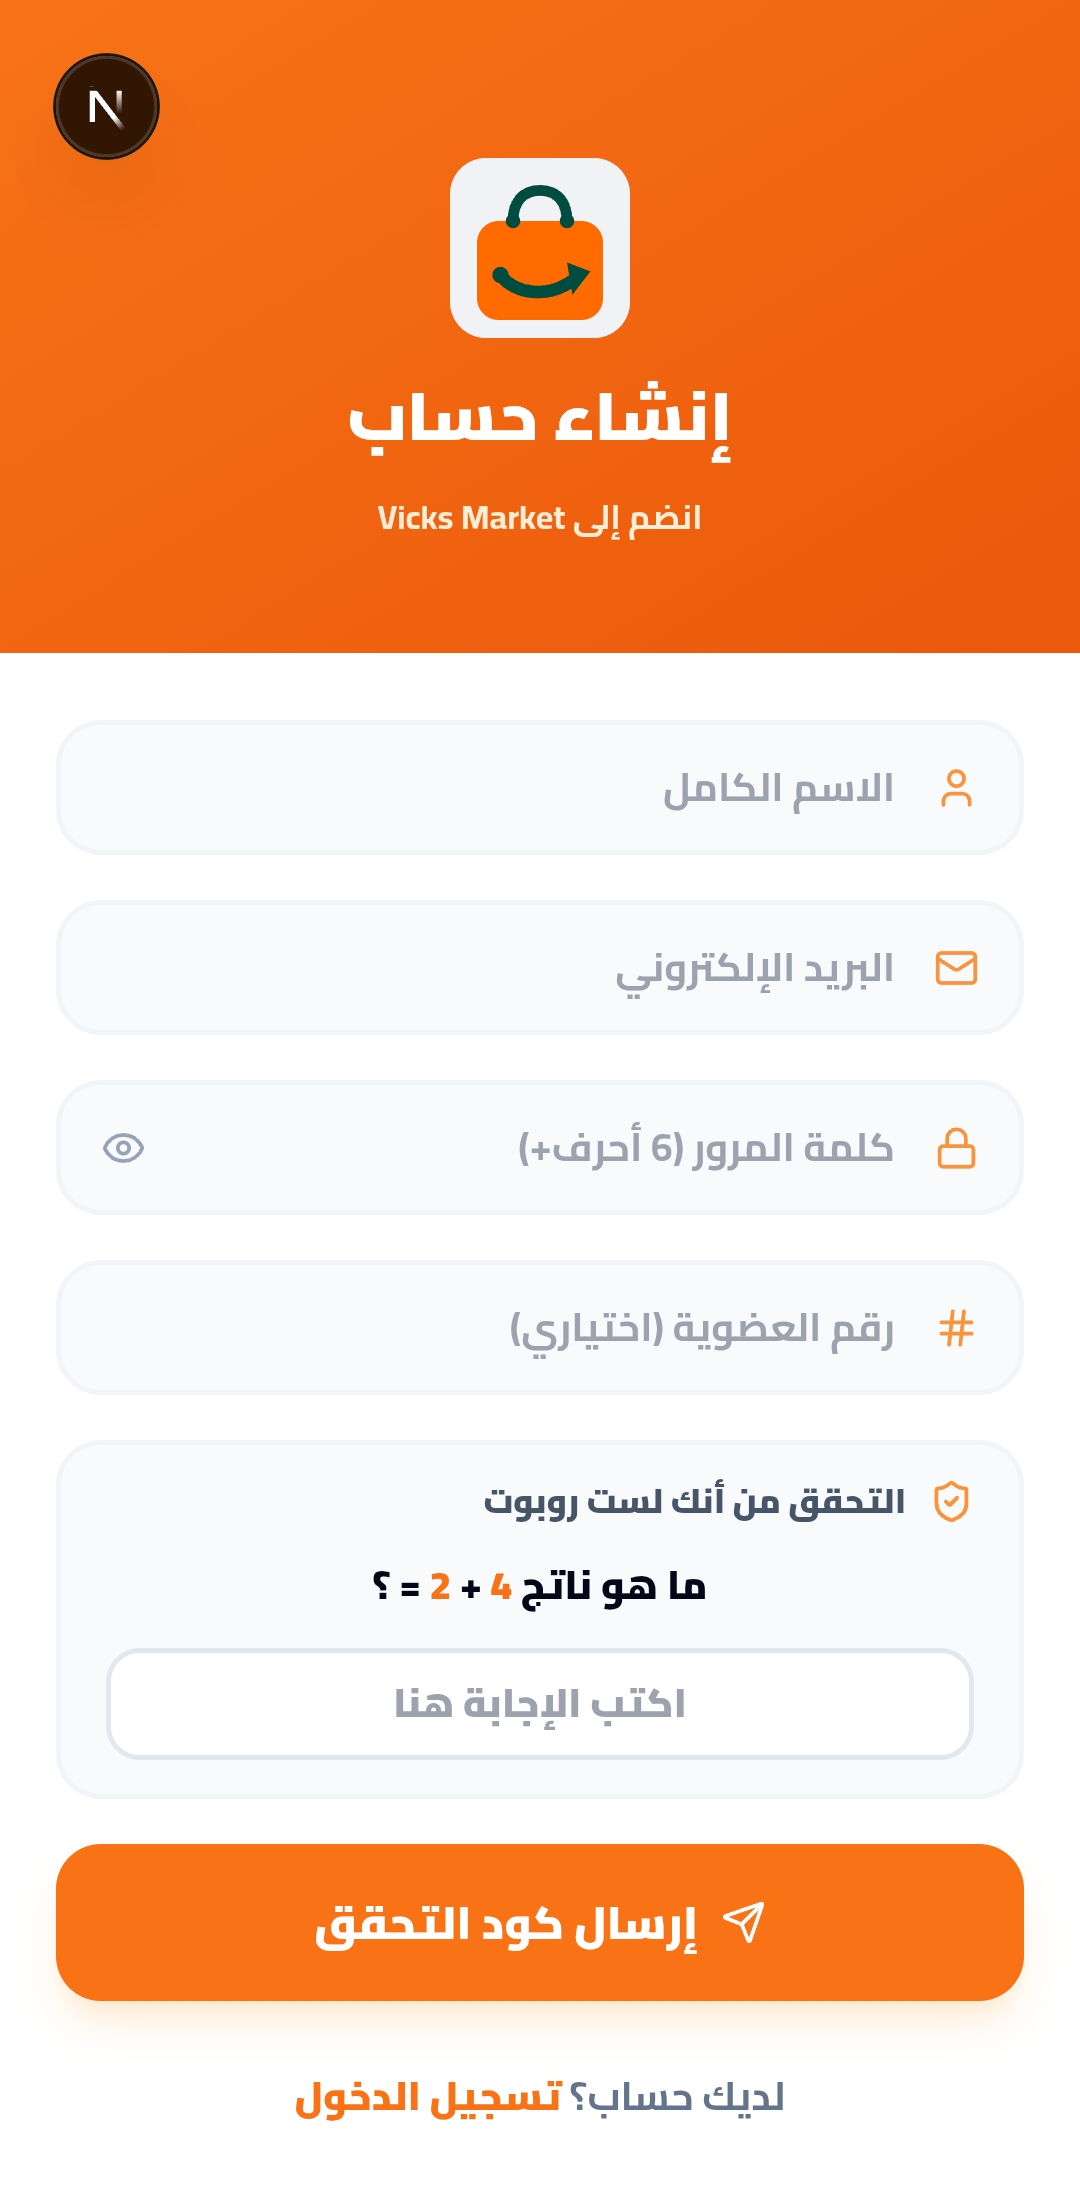 N
إنشاء حساب
انضم إلى Vicks Market
الاسم الكامل
البريد الإلكتروني
كلمة المرور (6 أحرف+)
رقم العضوية (اختياري)
التحقق من أنك لست روبوت
ما هو ناتج 4 + 2 = ؟
اكتب الإجابة هنا
إرسال كود التحقق
لديك حساب؟ تسجيل الدخول